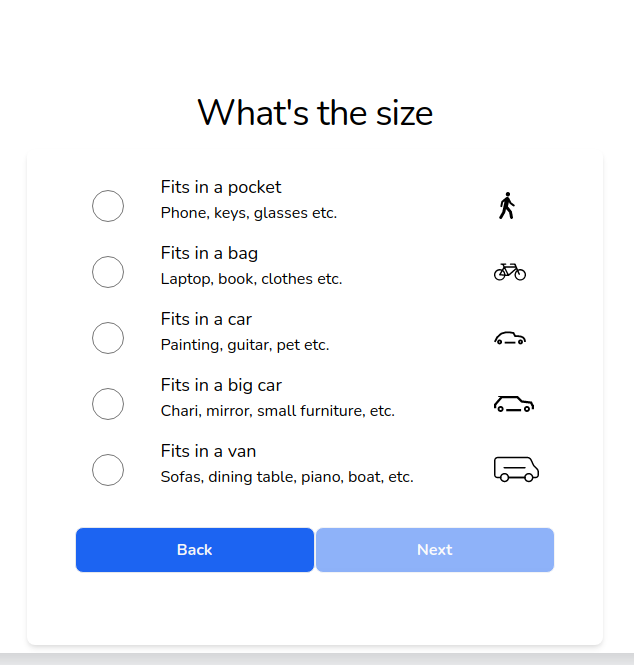 What's the size
Fits in a pocket
Phone, keys, glasses etc.
Fits in a bag
Laptop, book, clothes etc.
Fits in a car
Painting, guitar, pet etc.
Fits in a big car
Chari, mirror, small furniture, etc.
Fits in a van
Sofas, dining table, piano, boat, etc.
Back
Next